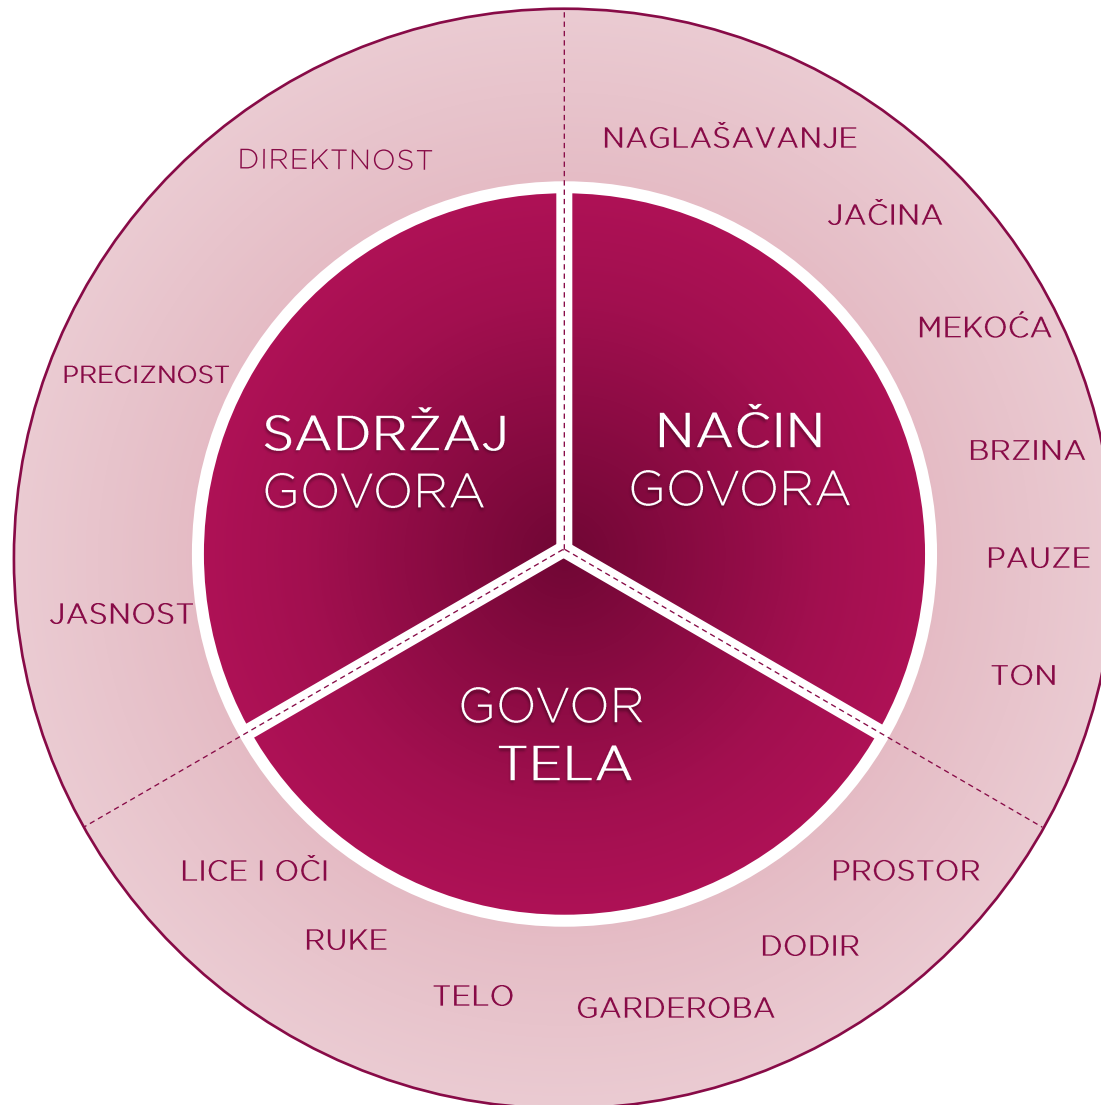 DIREKTNOST
PRECIZNOST
JASNOST
SADRŽAJ
GOVORA
NAČIN
GOVORA
NAGLAŠAVANJE
JAČINA
MEKOĆA
BRZINA
PAUZE
TON
GOVOR
TELA
LICE I OČI
RUKE
TELO
GARDEROBA
DODIR
PROSTOR